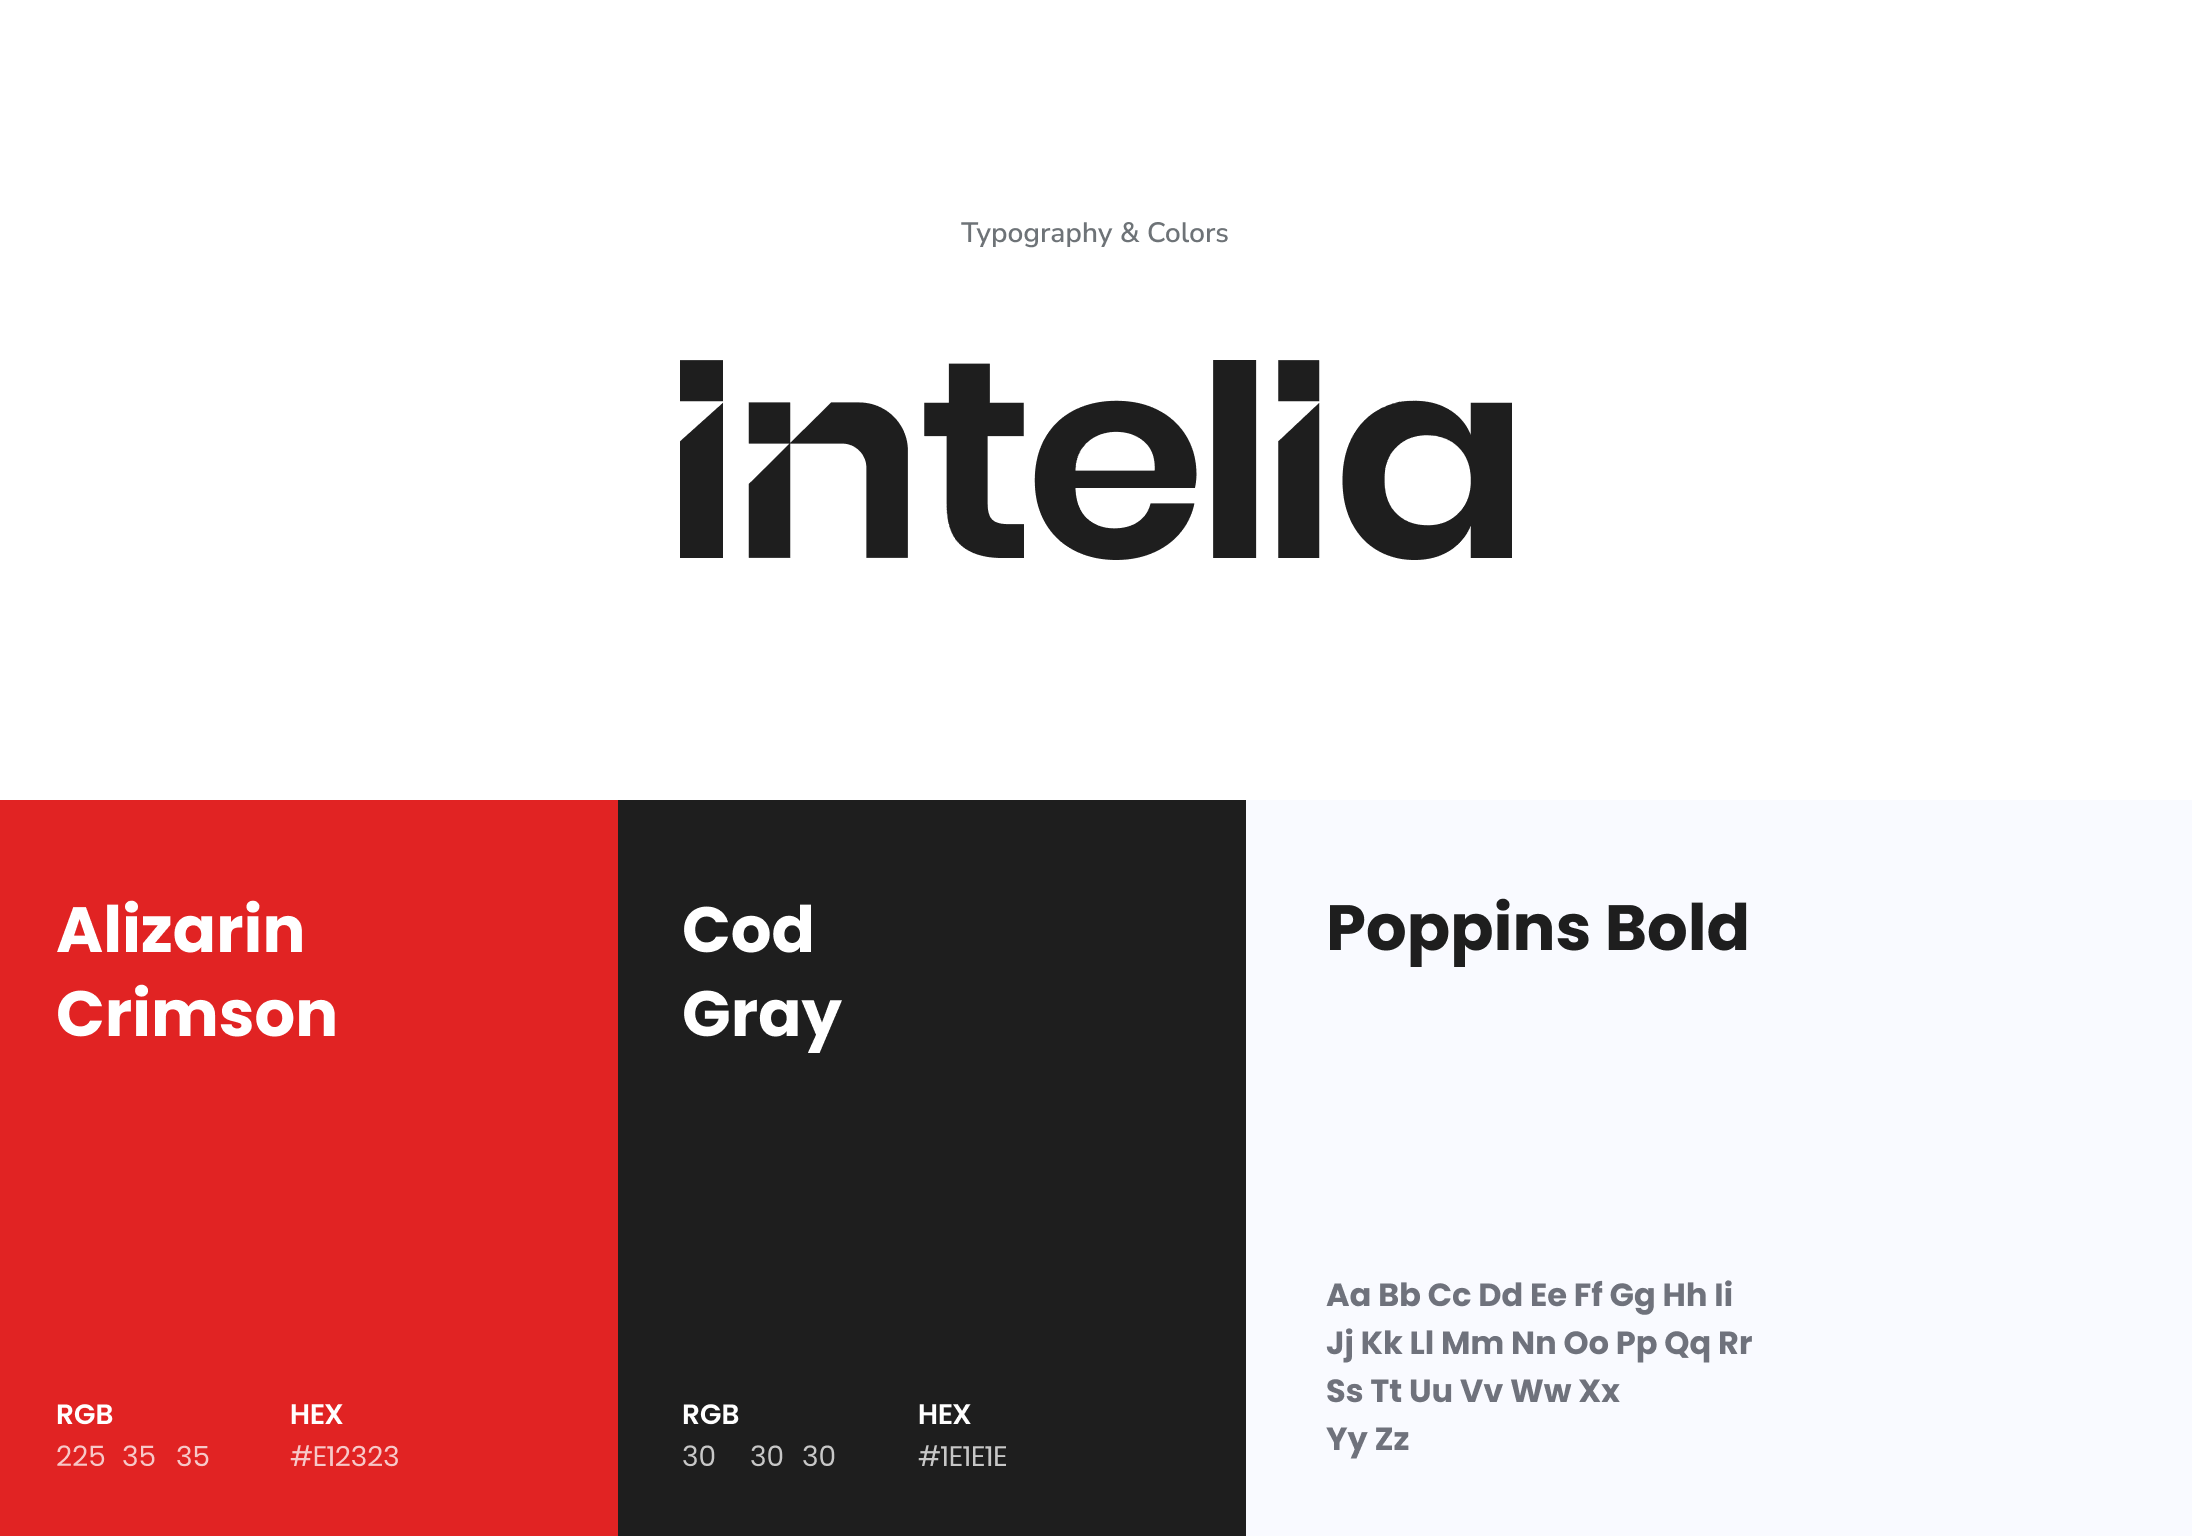 Typography & Colors
intelia
Alizarin
Crimson
RGB
225 35 35
HEX
#E12323
Cod
Gray
RGB
30 30 30
HEX
#1E1E1E
Poppins Bold
Aa Bb Cc Dd Ee Ff Gg Hh Ii
Jj Kk Ll Mm Nn Oo Pp Qq Rr
Ss Tt Uu Vv Ww Xx
Yy Zz